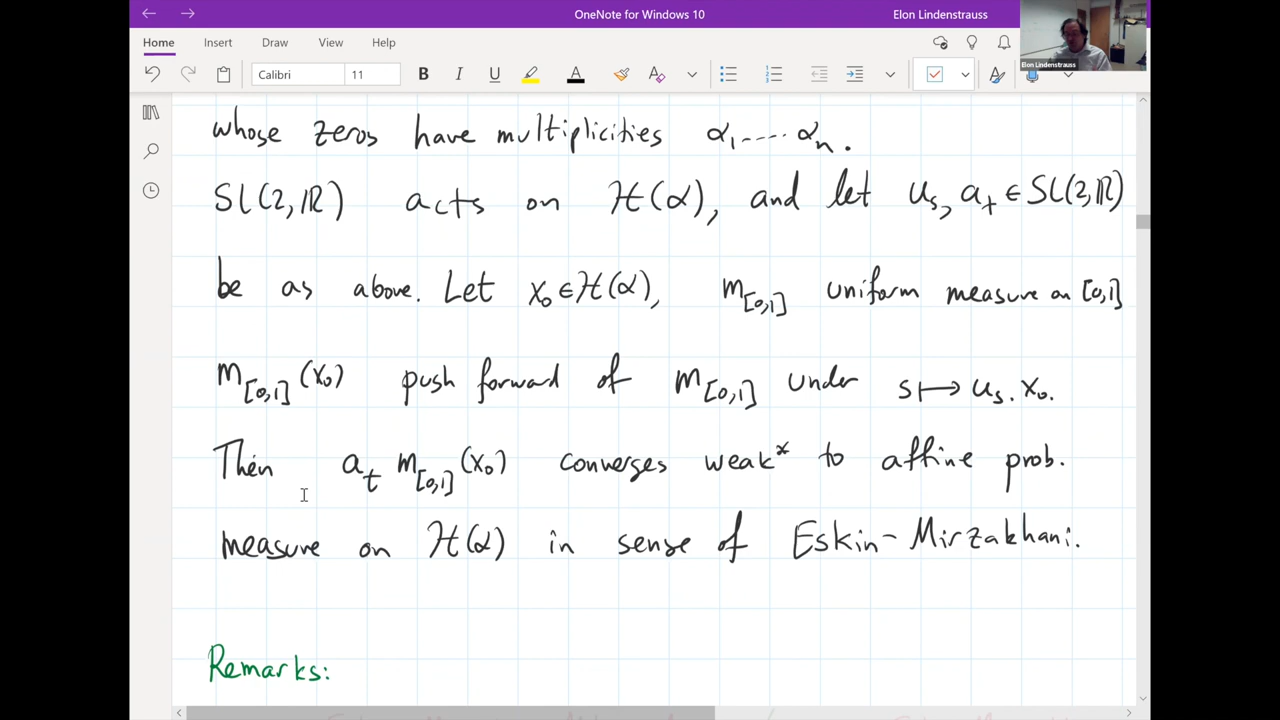 OneNote for Windows 10
Elon Lindenstrauss
Home Insert Draw View Help
Elon Lindenstrauss
Calibri 11 B I U A
whose zeros have multiplicities α₁,....αₙ.
SL(2,ℝ) acts on ℋ(α), and let uₛ, aₜ ∈ SL(2,ℝ)
be as above. Let x₀ ∈ ℋ(α), m_[0,1] uniform measure on [0,1]
m_[0,1](x₀) push forward of m_[0,1] under s ↦ uₛ.x₀.
Then aₜ m_[0,1](x₀) converges weak* to affine prob.
measure on ℋ(α) in sense of Eskin-Mirzakhani.
Remarks: